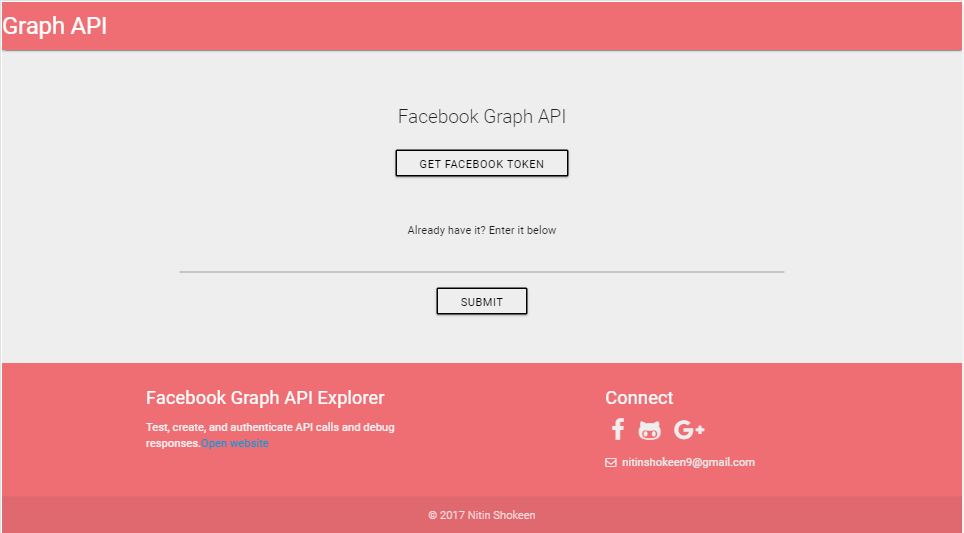 Graph API
Facebook Graph API
GET FACEBOOK TOKEN
Already have it? Enter it below
SUBMIT
Facebook Graph API Explorer
Test, create, and authenticate API calls and debug
responses.Open website
Connect
nitinshokeen9@gmail.com
© 2017 Nitin Shokeen